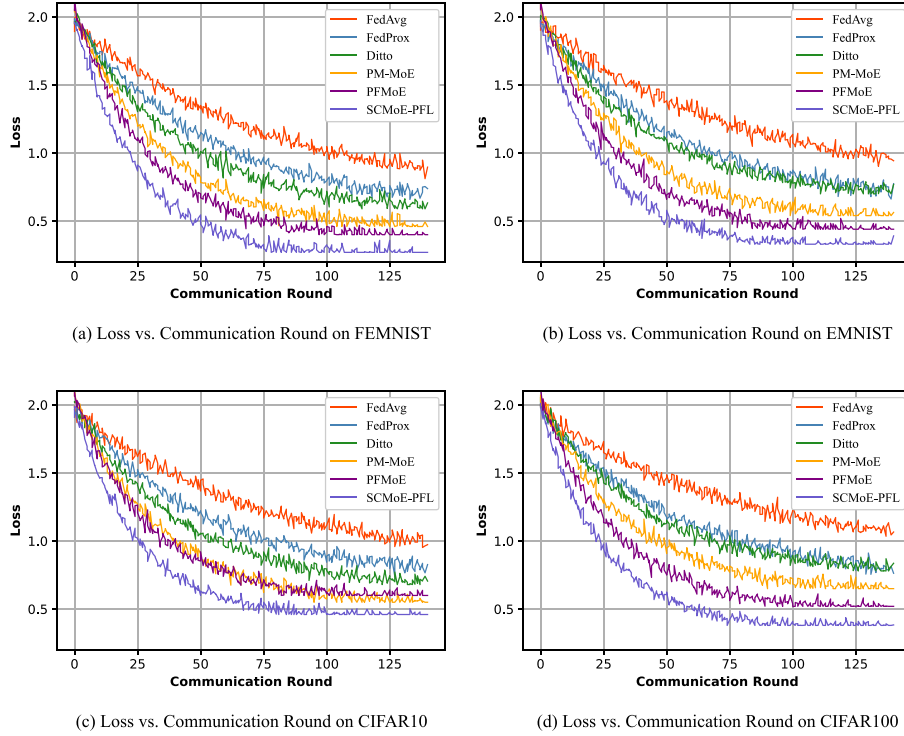 2.0
1.5
1.0
0.5
Loss
0
25
50
75
100
125
Communication Round
FedAvg
FedProx
Ditto
PM-MoE
PFMoE
SCMoE-PFL
(a) Loss vs. Communication Round on FEMNIST
2.0
1.5
1.0
0.5
Loss
0
25
50
75
100
125
Communication Round
FedAvg
FedProx
Ditto
PM-MoE
PFMoE
SCMoE-PFL
(b) Loss vs. Communication Round on EMNIST
2.0
1.5
1.0
0.5
Loss
0
25
50
75
100
125
Communication Round
FedAvg
FedProx
Ditto
PM-MoE
PFMoE
SCMoE-PFL
(c) Loss vs. Communication Round on CIFAR10
2.0
1.5
1.0
0.5
Loss
0
25
50
75
100
125
Communication Round
FedAvg
FedProx
Ditto
PM-MoE
PFMoE
SCMoE-PFL
(d) Loss vs. Communication Round on CIFAR100